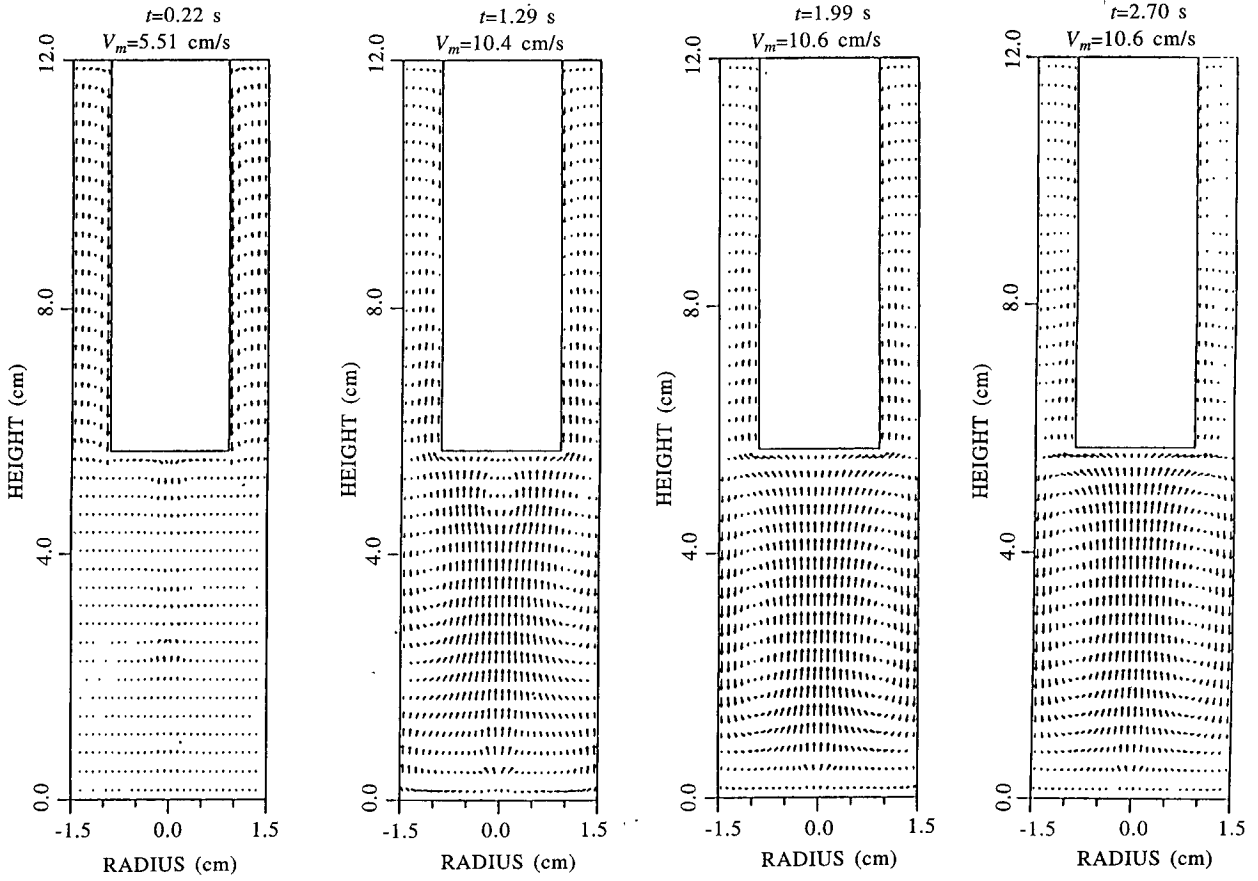 t=0.22 s
V_m=5.51 cm/s
12.0
8.0
4.0
0.0
HEIGHT (cm)
-1.5 0.0 1.5
RADIUS (cm)
t=1.29 s
V_m=10.4 cm/s
12.0
8.0
4.0
0.0
HEIGHT (cm)
-1.5 0.0 1.5
RADIUS (cm)
t=1.99 s
V_m=10.6 cm/s
12.0
8.0
4.0
0.0
HEIGHT (cm)
-1.5 0.0 1.5
RADIUS (cm)
t=2.70 s
V_m=10.6 cm/s
12.0
8.0
4.0
0.0
HEIGHT (cm)
-1.5 0.0 1.5
RADIUS (cm)